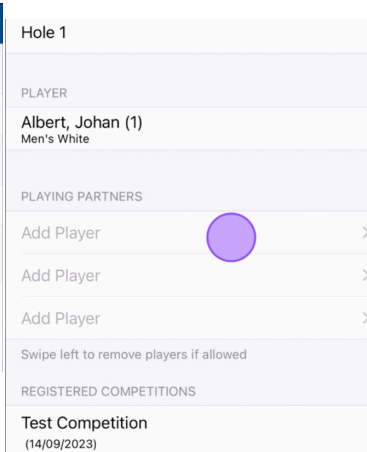 Hole 1
PLAYER
Albert, Johan (1)
Men's White
PLAYING PARTNERS
Add Player
Add Player
Add Player
Swipe left to remove players if allowed
REGISTERED COMPETITIONS
Test Competition
(14/09/2023)